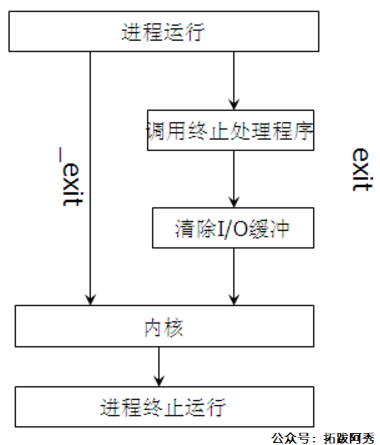 进程运行
调用终止处理程序
_exit
exit
清除I/O缓冲
内核
进程终止运行
公众号：拓跋阿秀